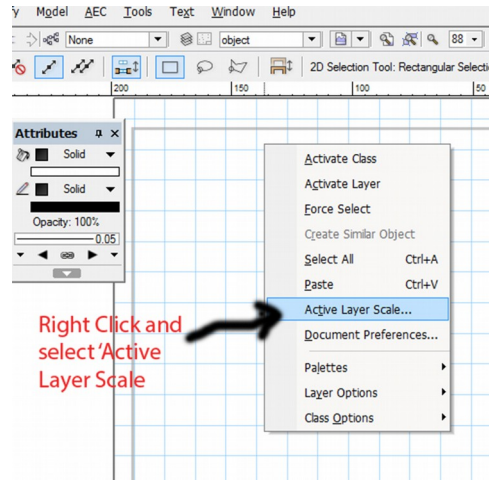 Model AEC Tools Text Window Help
None object 88
2D Selection Tool: Rectangular Selecti
200 150 100 50
Attributes
Solid
Solid
Opacity: 100%
0.05
Activate Class
Activate Layer
Force Select
Create Similar Object
Select All Ctrl+A
Paste Ctrl+V
Active Layer Scale...
Document Preferences...
Palettes
Layer Options
Class Options
Right Click and
select 'Active
Layer Scale